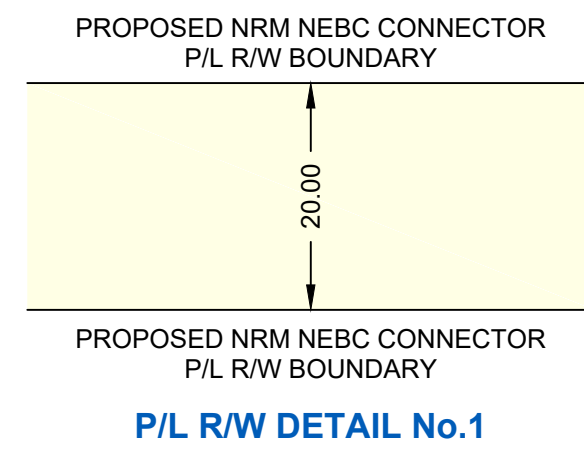 PROPOSED NRM NEBC CONNECTOR
P/L R/W BOUNDARY
20.00
PROPOSED NRM NEBC CONNECTOR
P/L R/W BOUNDARY
P/L R/W DETAIL No.1